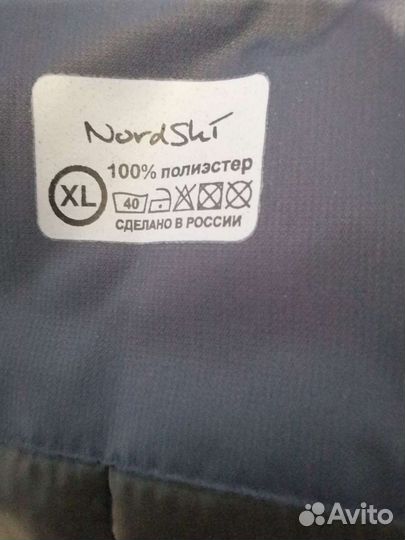 NordSki
100% полиэстер
XL
40
СДЕЛАНО В РОССИИ
Avito